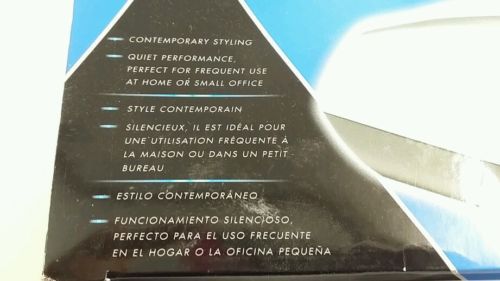 CONTEMPORARY STYLING
QUIET PERFORMANCE,
PERFECT FOR FREQUENT USE
AT HOME OR SMALL OFFICE
STYLE CONTEMPORAIN
SILENCIEUX, IL EST IDÉAL POUR
UNE UTILISATION FRÉQUENTE À
LA MAISON OU DANS UN PETIT
BUREAU
ESTILO CONTEMPORÁNEO
FUNCIONAMIENTO SILENCIOSO,
PERFECTO PARA EL USO FRECUENTE
EN EL HOGAR O LA OFICINA PEQUEÑA